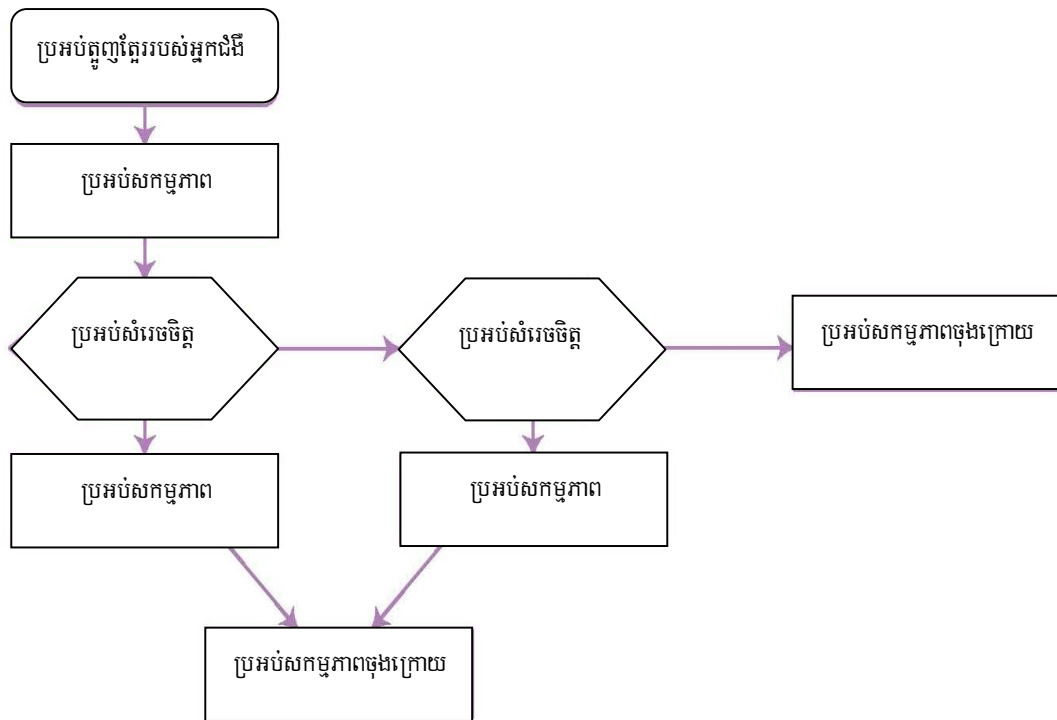 ប្រអប់ត្អូញត្អែររបស់អ្នកជំងឺ
ប្រអប់សកម្មភាព
ប្រអប់សំរេចចិត្ត
ប្រអប់សំរេចចិត្ត
ប្រអប់សកម្មភាពចុងក្រោយ
ប្រអប់សកម្មភាព
ប្រអប់សកម្មភាព
ប្រអប់សកម្មភាពចុងក្រោយ